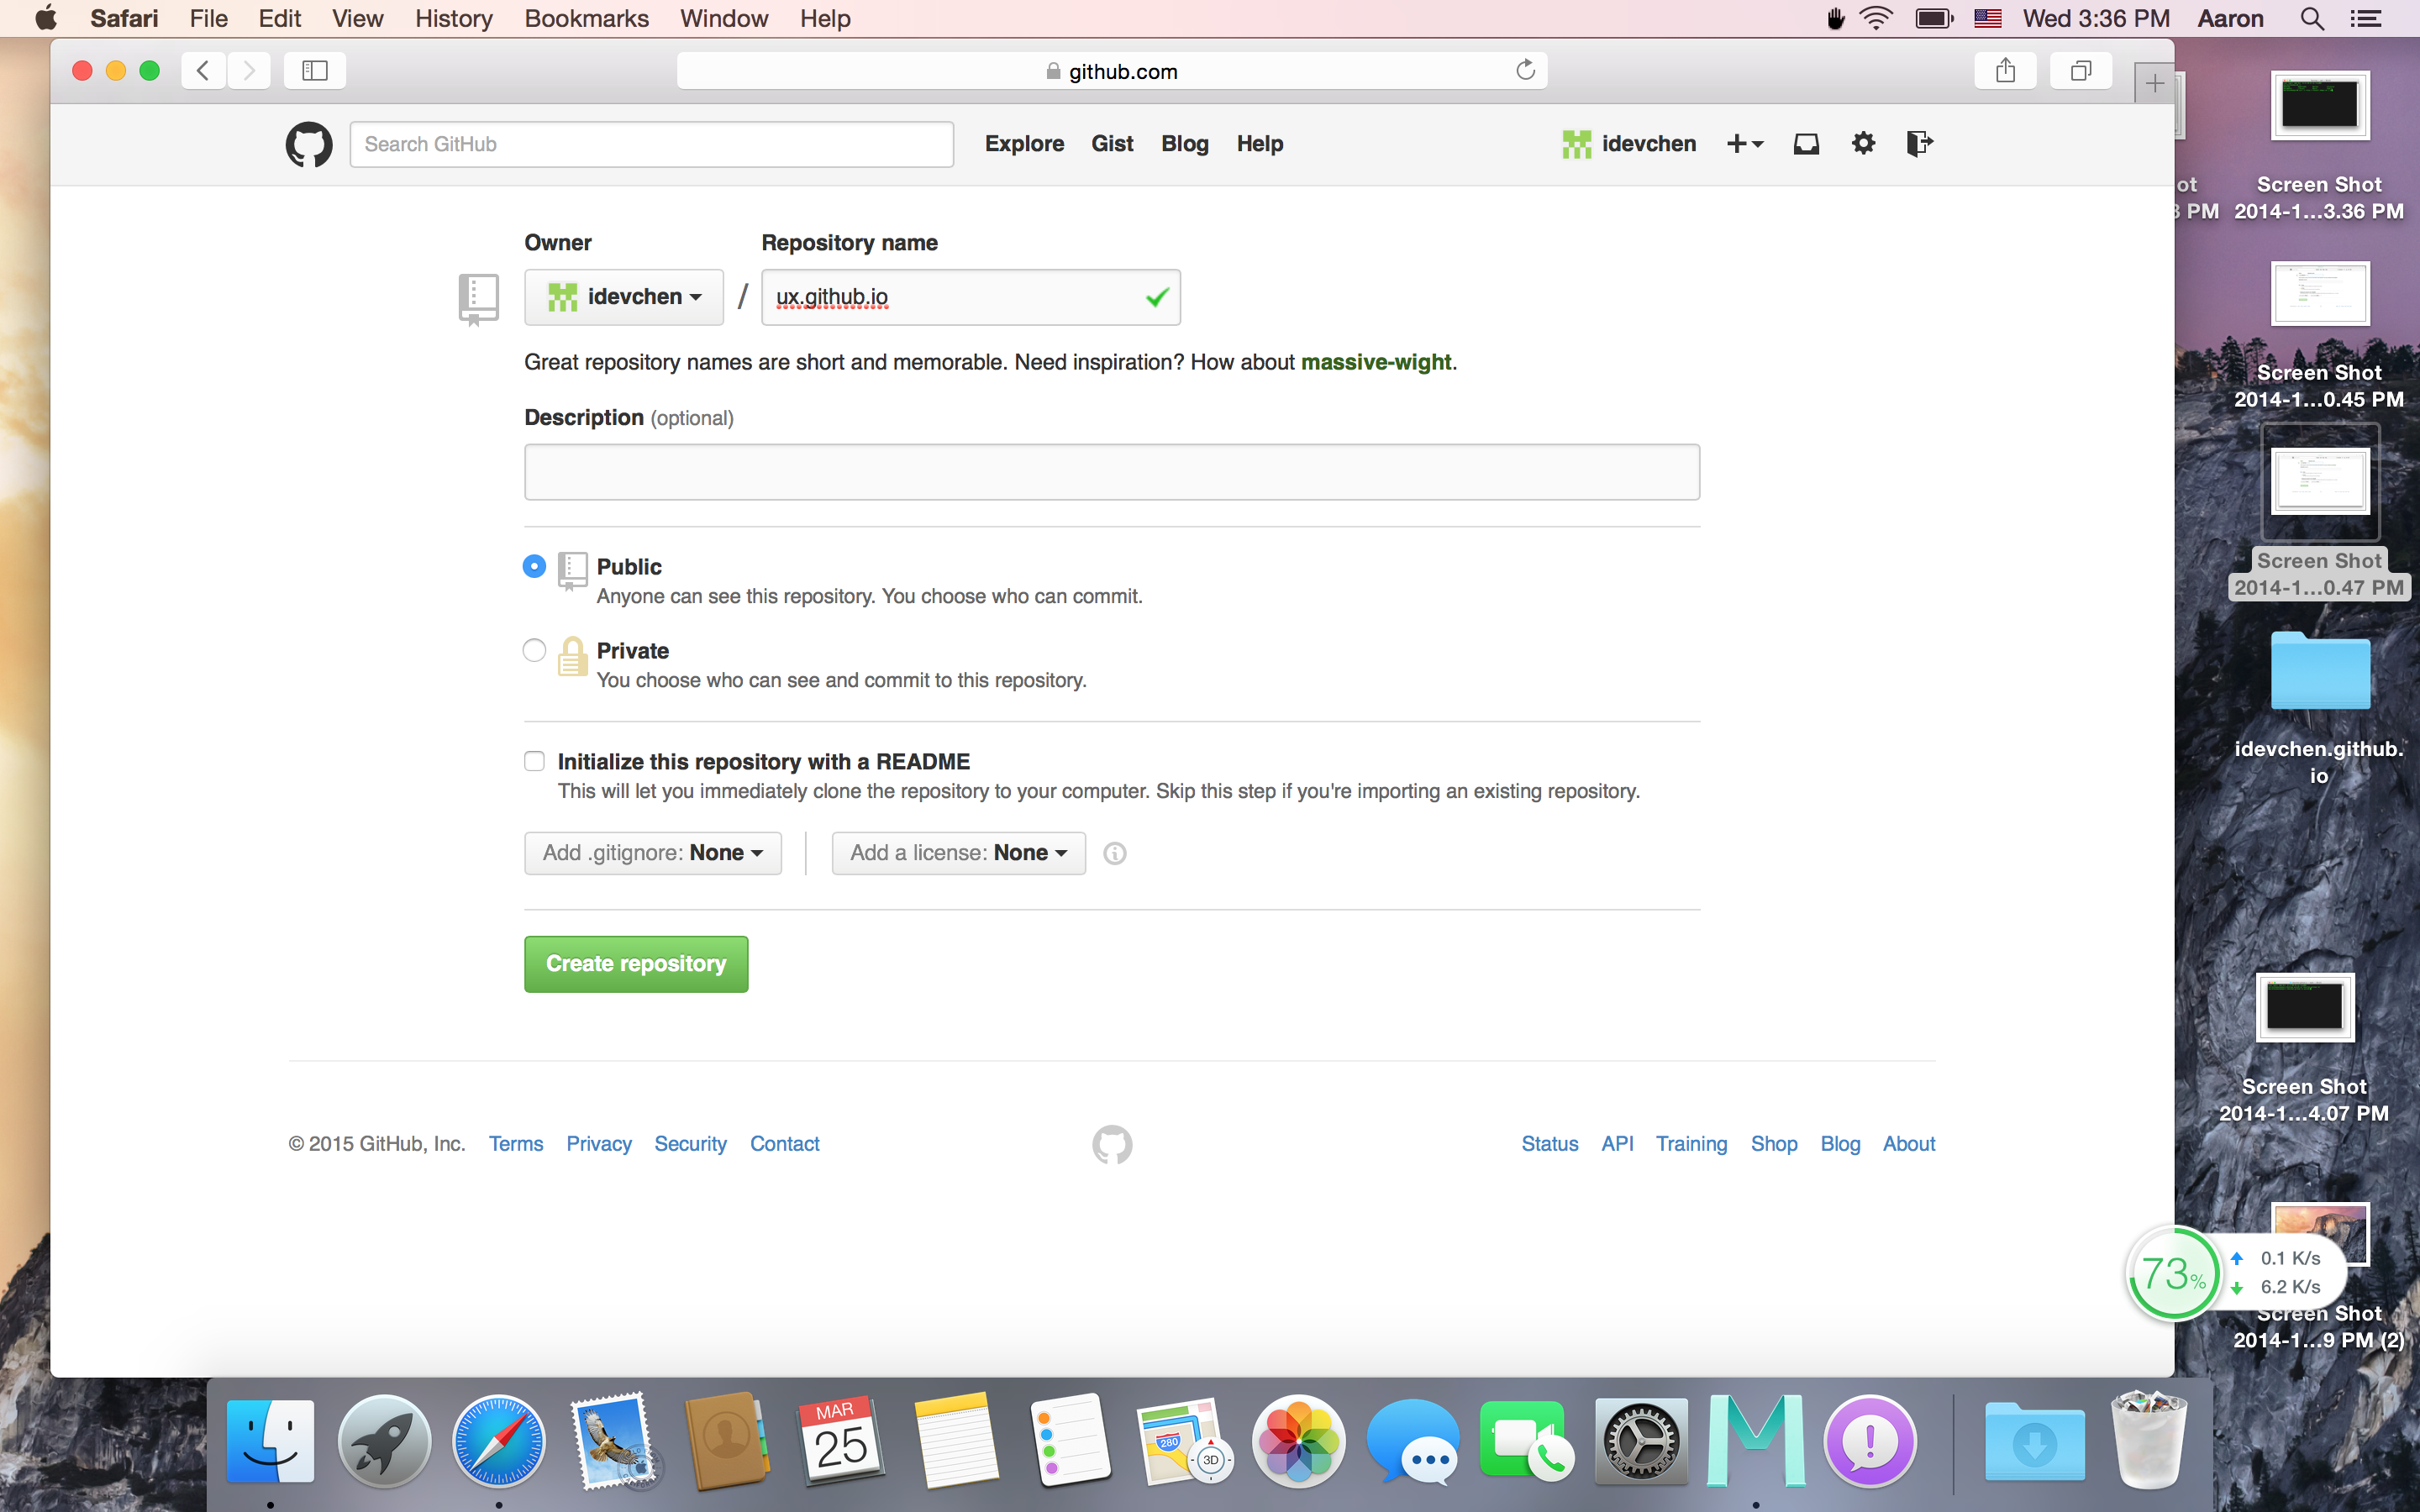 Safari File Edit View History Bookmarks Window Help
Wed 3:36 PM Aaron
github.com
Search GitHub
Explore Gist Blog Help
idevchen
Owner
Repository name
idevchen / ux.github.io
Great repository names are short and memorable. Need inspiration? How about massive-wight.
Description (optional)
Public
Anyone can see this repository. You choose who can commit.
Private
You choose who can see and commit to this repository.
Initialize this repository with a README
This will let you immediately clone the repository to your computer. Skip this step if you're importing an existing repository.
Add .gitignore: None
Add a license: None
Create repository
© 2015 GitHub, Inc. Terms Privacy Security Contact
Status API Training Shop Blog About
ot
3 PM
Screen Shot
2014-1...3.36 PM
Screen Shot
2014-1...0.45 PM
Screen Shot
2014-1...0.47 PM
idevchen.github.
io
Screen Shot
2014-1...4.07 PM
73%
0.1 K/s
6.2 K/s
Screen Shot
2014-1...9 PM (2)
MAR
25
280
3D